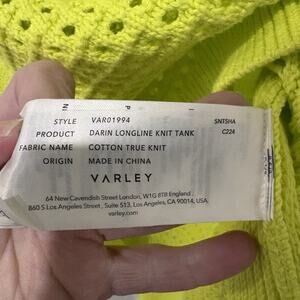 STYLE VAR01994 SNTSHA
PRODUCT DARIN LONGLINE KNIT TANK C224
FABRIC NAME COTTON TRUE KNIT
ORIGIN MADE IN CHINA
VARLEY
64 New Cavendish Street London, W1G 8TB England.
860 S Los Angeles Street, Suite 513, Los Angeles, CA 90014, USA
varley.com